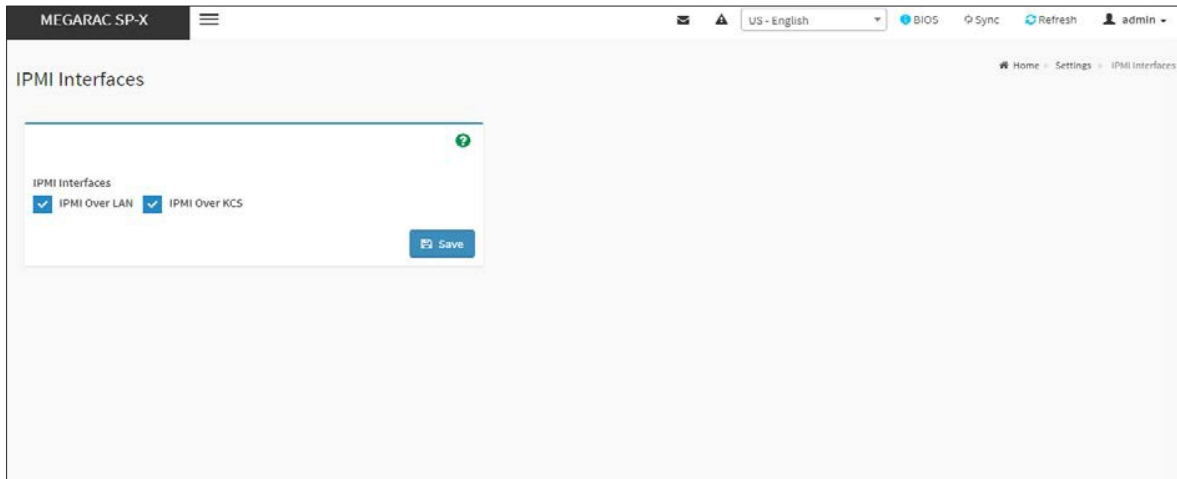 MEGARAC SP-X US - English BIOS Sync Refresh admin
Home Settings IPMI Interfaces
IPMI Interfaces
IPMI Interfaces
IPMI Over LAN IPMI Over KCS
Save